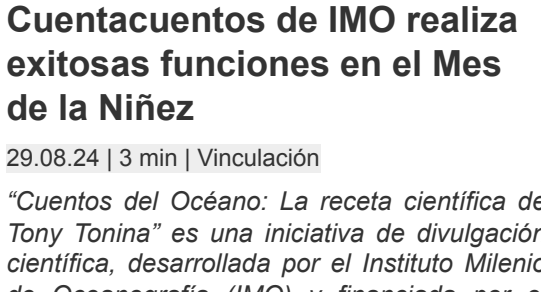 Cuentacuentos de IMO realiza
exitosas funciones en el Mes
de la Niñez
29.08.24 | 3 min | Vinculación
“Cuentos del Océano: La receta científica de
Tony Tonina” es una iniciativa de divulgación
científica, desarrollada por el Instituto Milenio
de Oceanografía (IMO) y financiada por el